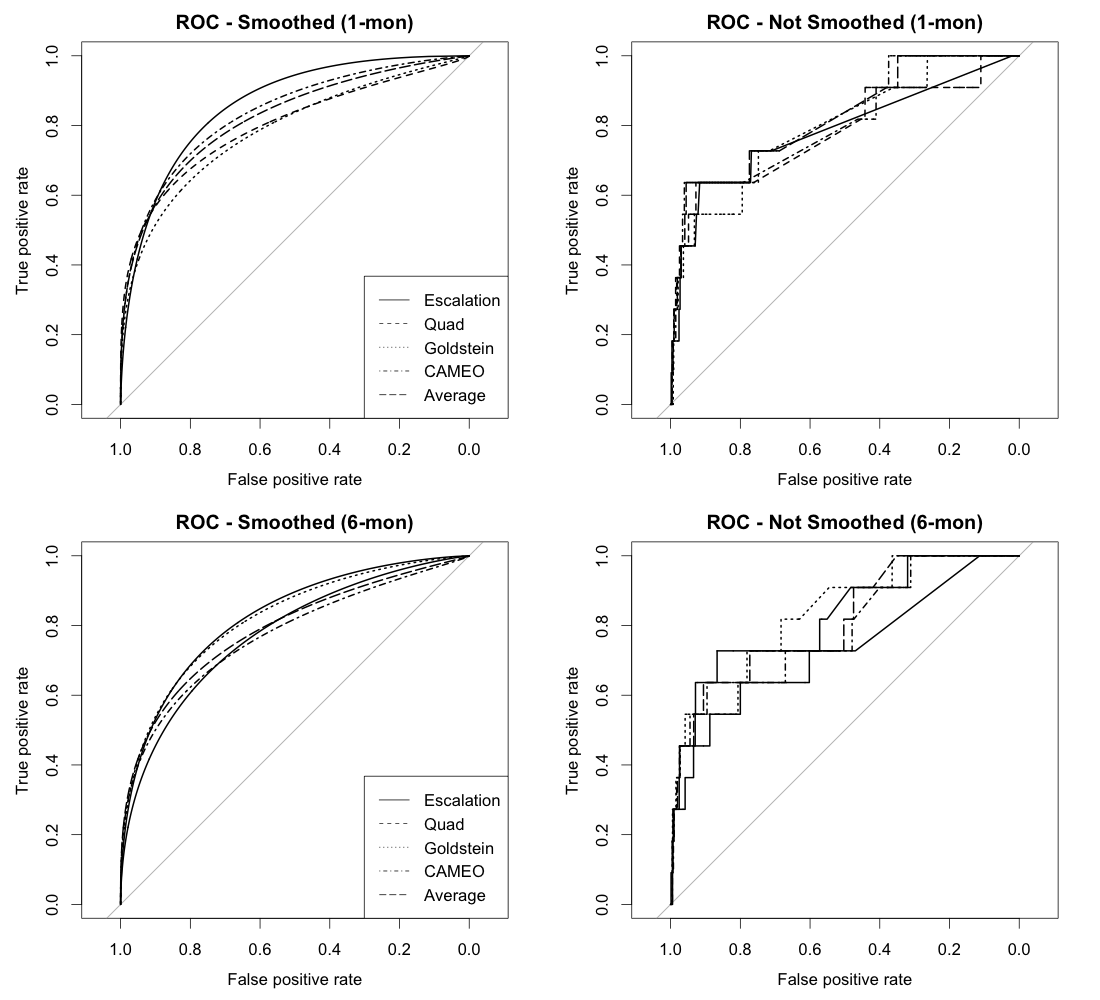 ROC - Smoothed (1-mon)
True positive rate
1.0
0.8
0.6
0.4
0.2
0.0
Escalation
Quad
Goldstein
CAMEO
Average
1.0 0.8 0.6 0.4 0.2 0.0
False positive rate
ROC - Not Smoothed (1-mon)
True positive rate
1.0
0.8
0.6
0.4
0.2
0.0
1.0 0.8 0.6 0.4 0.2 0.0
False positive rate
ROC - Smoothed (6-mon)
True positive rate
1.0
0.8
0.6
0.4
0.2
0.0
Escalation
Quad
Goldstein
CAMEO
Average
1.0 0.8 0.6 0.4 0.2 0.0
False positive rate
ROC - Not Smoothed (6-mon)
True positive rate
1.0
0.8
0.6
0.4
0.2
0.0
1.0 0.8 0.6 0.4 0.2 0.0
False positive rate